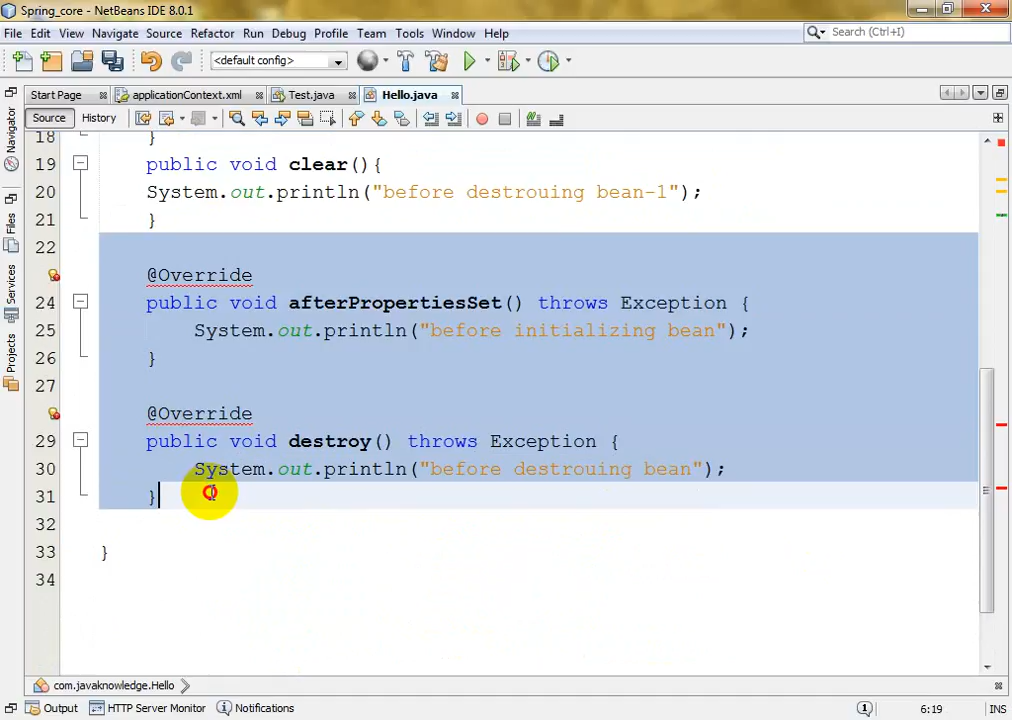 Spring_core - NetBeans IDE 8.0.1
File Edit View Navigate Source Refactor Run Debug Profile Team Tools Window Help
Search (Ctrl+I)
<default config>
Start Page applicationContext.xml Test.java Hello.java
Source History
Navigator
Files
Services
Projects
18 }
19 public void clear(){
20 System.out.println("before destrouing bean-1");
21 }
22
@Override
24 public void afterPropertiesSet() throws Exception {
25 System.out.println("before initializing bean");
26 }
27
@Override
29 public void destroy() throws Exception {
30 System.out.println("before destrouing bean");
31 }
32
33 }
34
com.javaknowledge.Hello
Output HTTP Server Monitor Notifications 1 6:19 INS